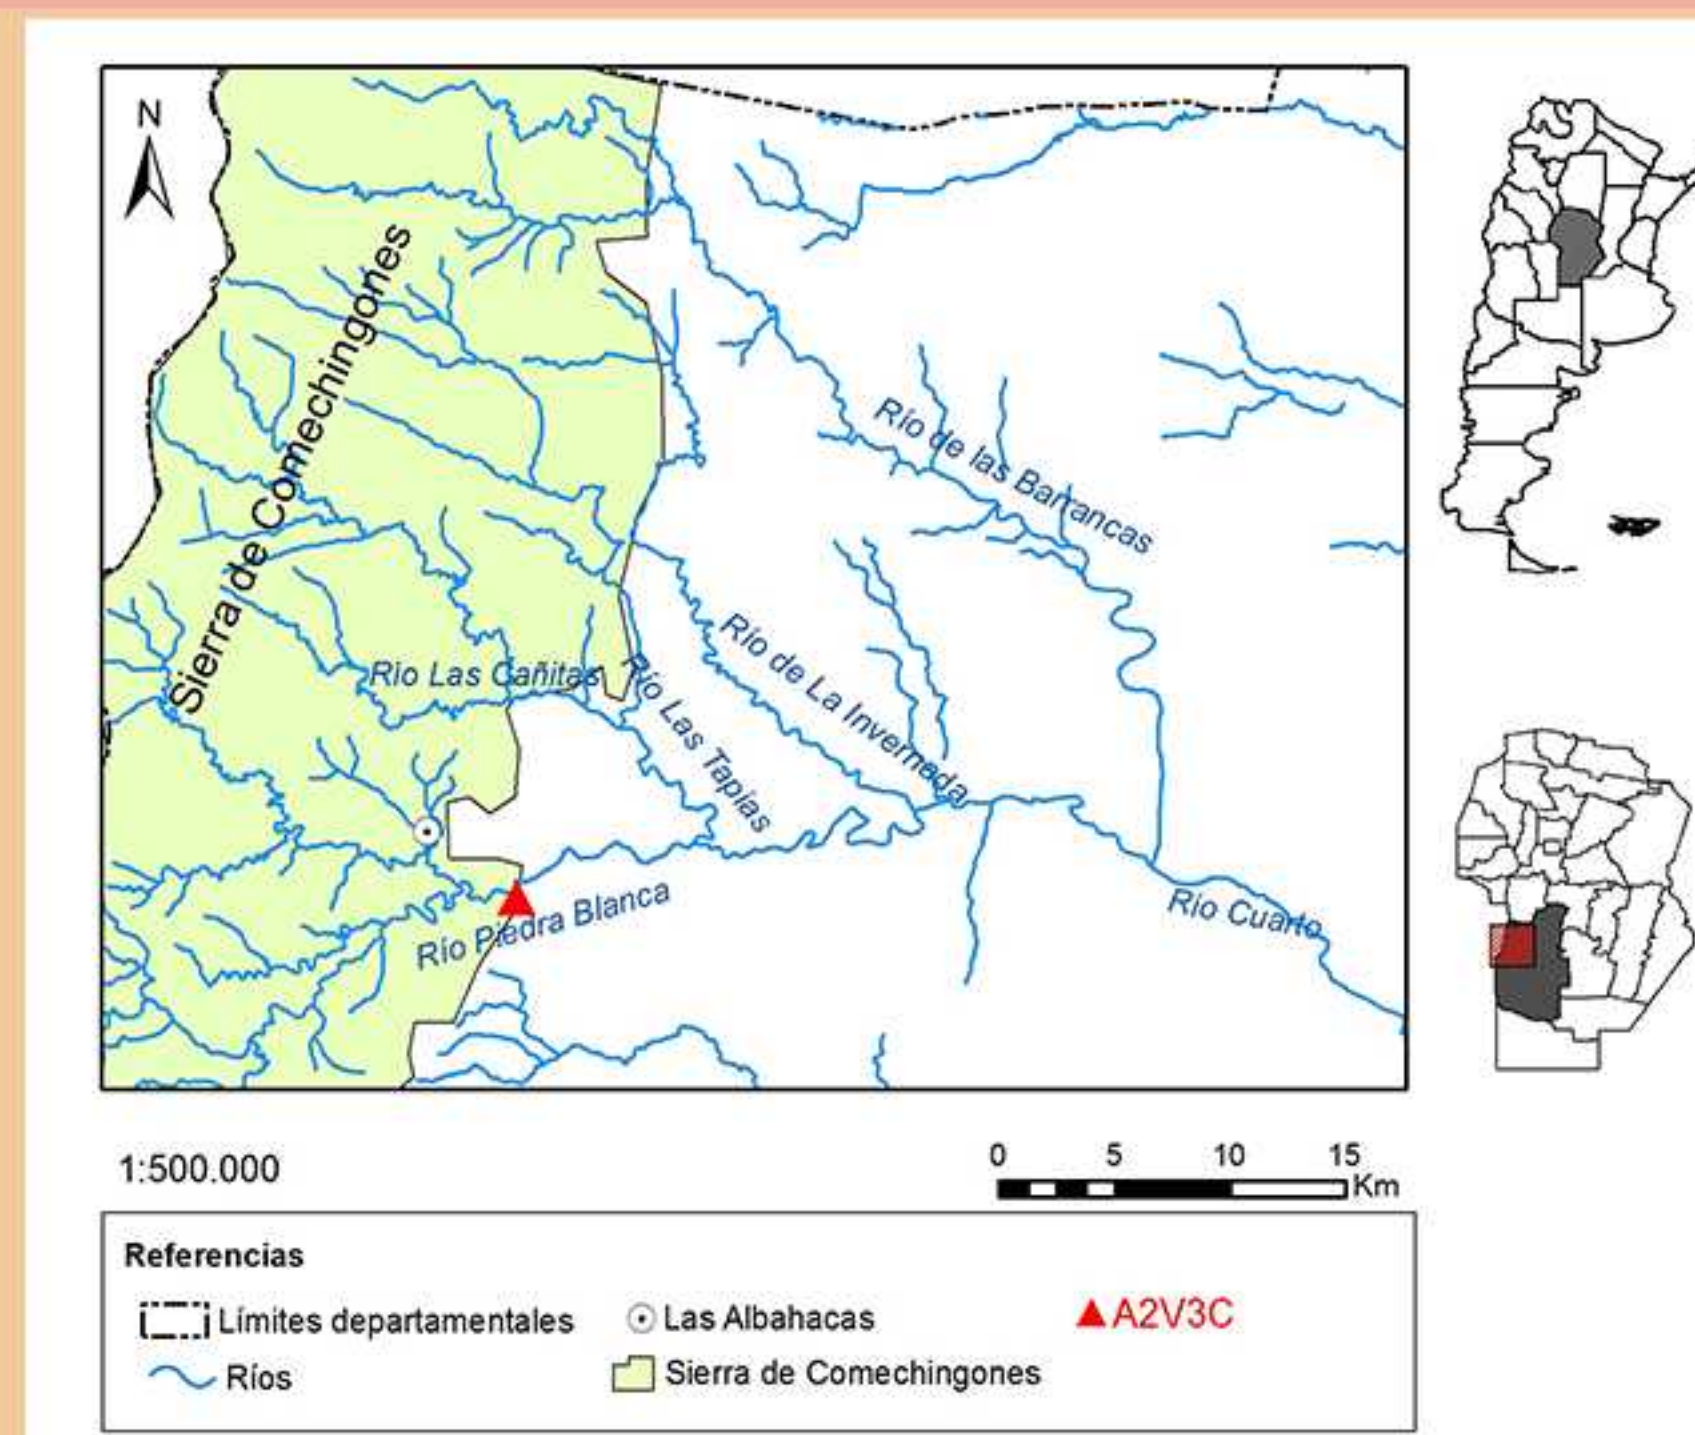 N
Sierra de Comechingones
Río de las Barrancas
Río de La Invernada
Río Las Cañitas
Río Las Tapias
Río Piedra Blanca
Río Cuarto
1:500.000
0 5 10 15
Km
Referencias
Límites departamentales
Las Albahacas
A2V3C
Ríos
Sierra de Comechingones